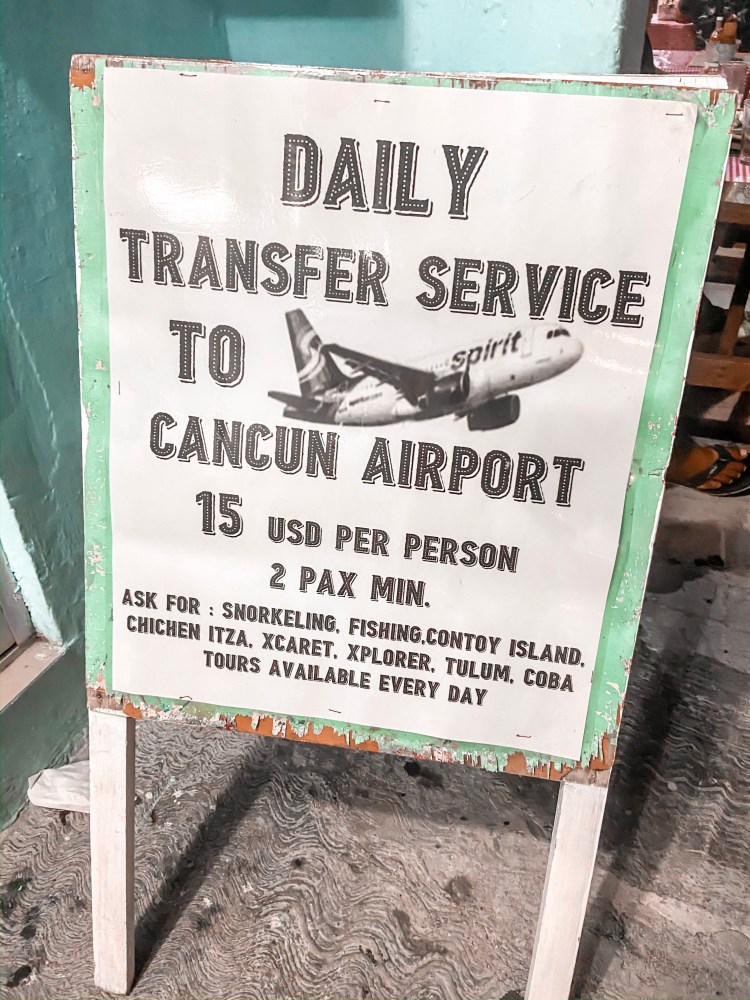 DAILY
TRANSFER SERVICE
TO
spirit
CANCUN AIRPORT
15 USD PER PERSON
2 PAX MIN.
ASK FOR : SNORKELING, FISHING,CONTOY ISLAND,
CHICHEN ITZA, XCARET, XPLORER, TULUM, COBA
TOURS AVAILABLE EVERY DAY